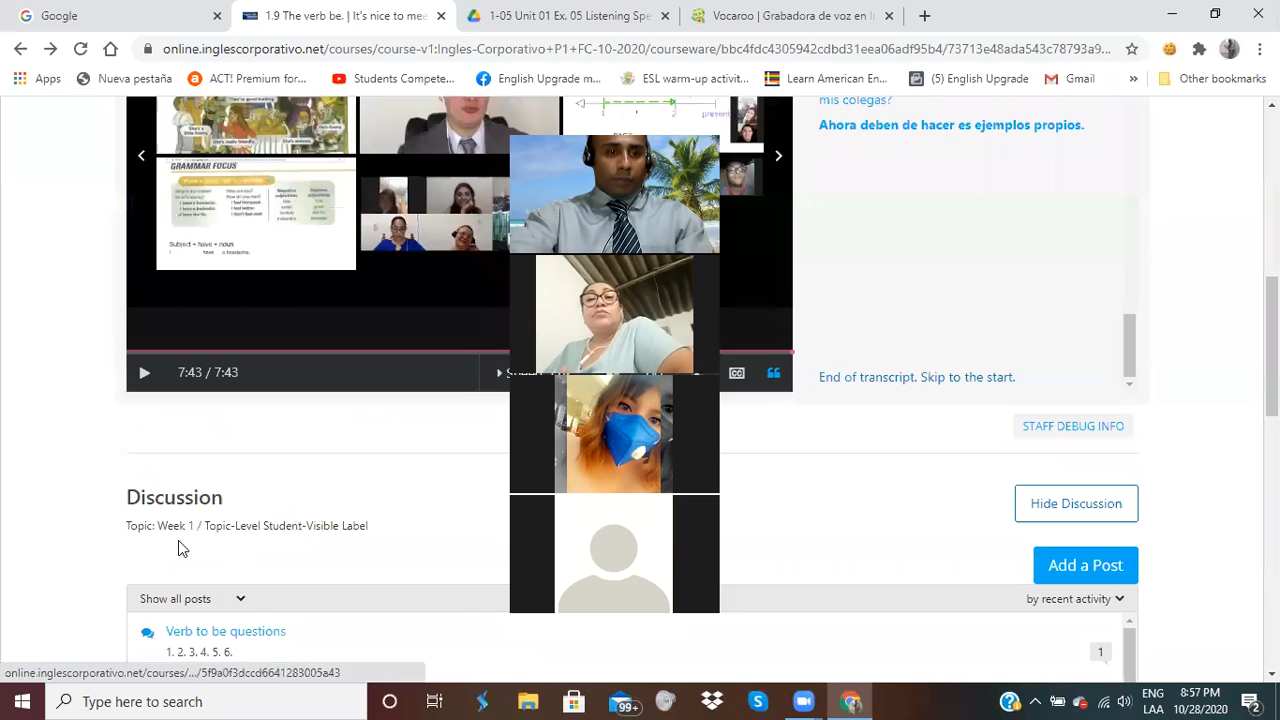 Google
1.9 The verb be. | It's nice to mee
1-05 Unit 01 Ex. 05 Listening Spe
Vocaroo | Grabadora de voz en lí
online.inglescorporativo.net/courses/course-v1:Ingles-Corporativo+P1+FC-10-2020/courseware/bbc4fdc4305942cdbd31eea06adf95b4/73713e48ada543c78793a9...
Apps
Nueva pestaña
ACT! Premium for...
Students Compete...
English Upgrade m...
ESL warm-up activi...
Learn American En...
(5) English Upgrade
Gmail
»
Other bookmarks
GRAMMAR FOCUS
Subject + have + noun
mis colegas?
Ahora deben de hacer es ejemplos propios.
7:43 / 7:43
End of transcript. Skip to the start.
STAFF DEBUG INFO
Discussion
Topic: Week 1 / Topic-Level Student-Visible Label
Hide Discussion
Add a Post
Show all posts
by recent activity
Verb to be questions
1. 2. 3. 4. 5. 6.
1
online.inglescorporativo.net/courses/.../5f9a0f3dccd6641283005a43
Type here to search
99+
ENG
LAA
8:57 PM
10/28/2020
2